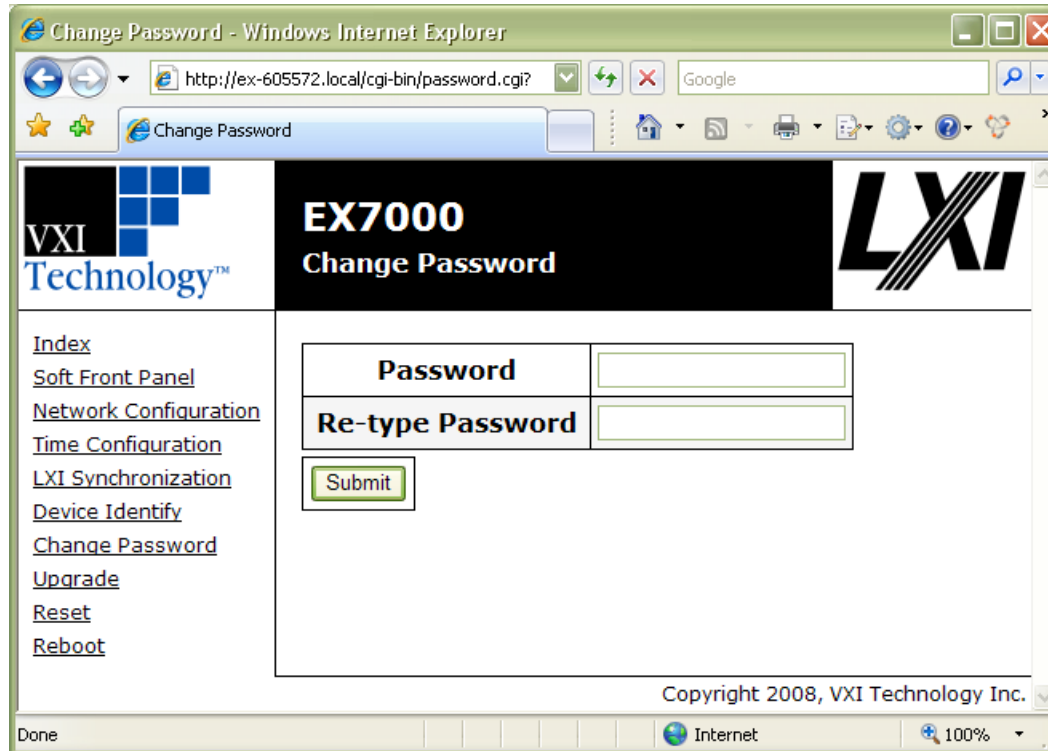 Change Password - Windows Internet Explorer
http://ex-605572.local/cgi-bin/password.cgi?
Google
Change Passwor
VXI
Technology™
EX7000
Change Password
LXI
Index
Soft Front Panel
Network Configuration
Time Configuration
LXI Synchronization
Device Identify
Change Password
Upgrade
Reset
Reboot
Password
Re-type Password
Submit
Copyright 2008, VXI Technology Inc.
Done
Internet
100%